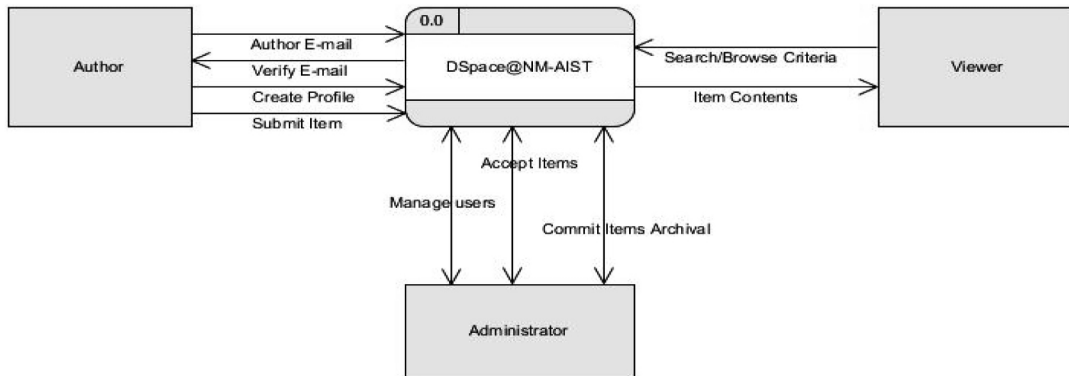 0.0
Author E-mail
Author
Verify E-mail
DSpace@NM-AIST
Search/Browse Criteria
Viewer
Create Profile
Item Contents
Submit Item
Accept Items
Manage users
Commit Items Archival
Administrator